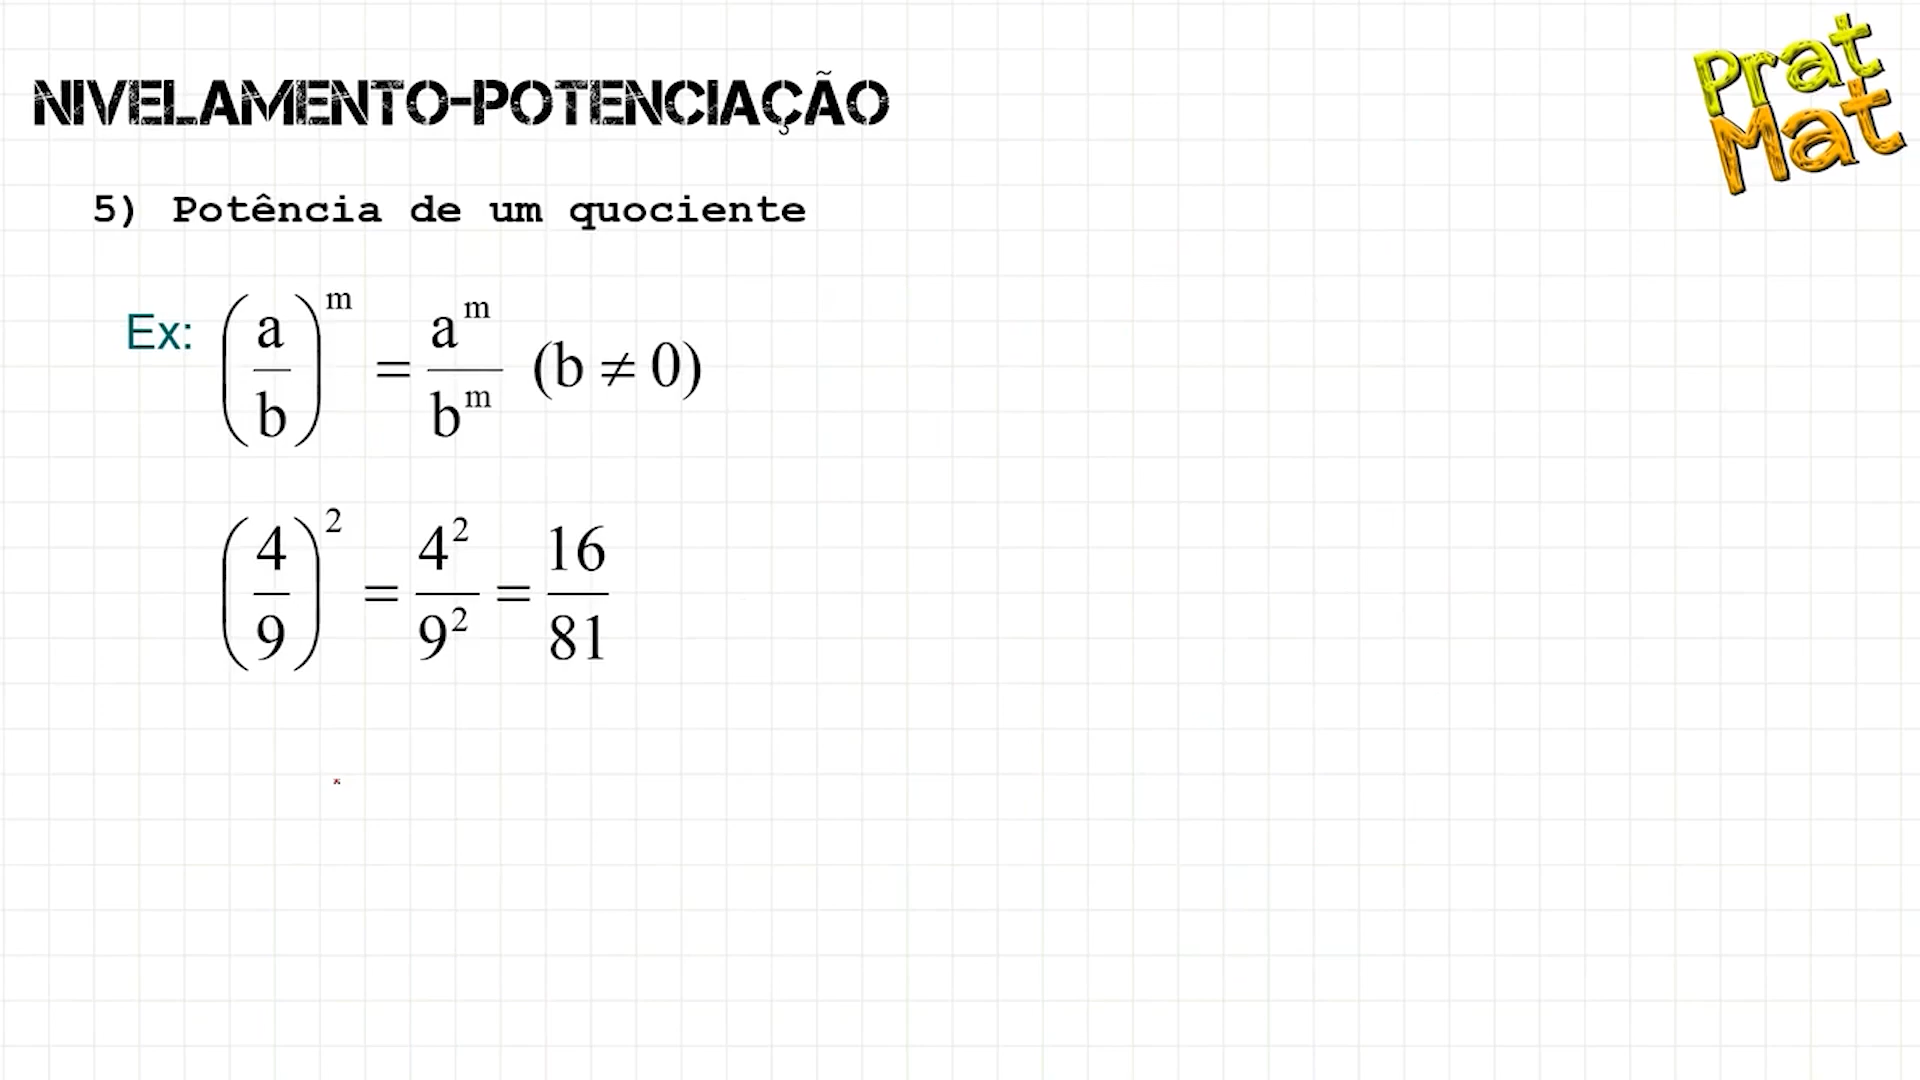 NIVELAMENTO-POTENCIAÇÃO
Prat
Mat
5) Potência de um quociente
Ex: (a/b)^m = a^m/b^m (b ≠ 0)
(4/9)^2 = 4^2/9^2 = 16/81